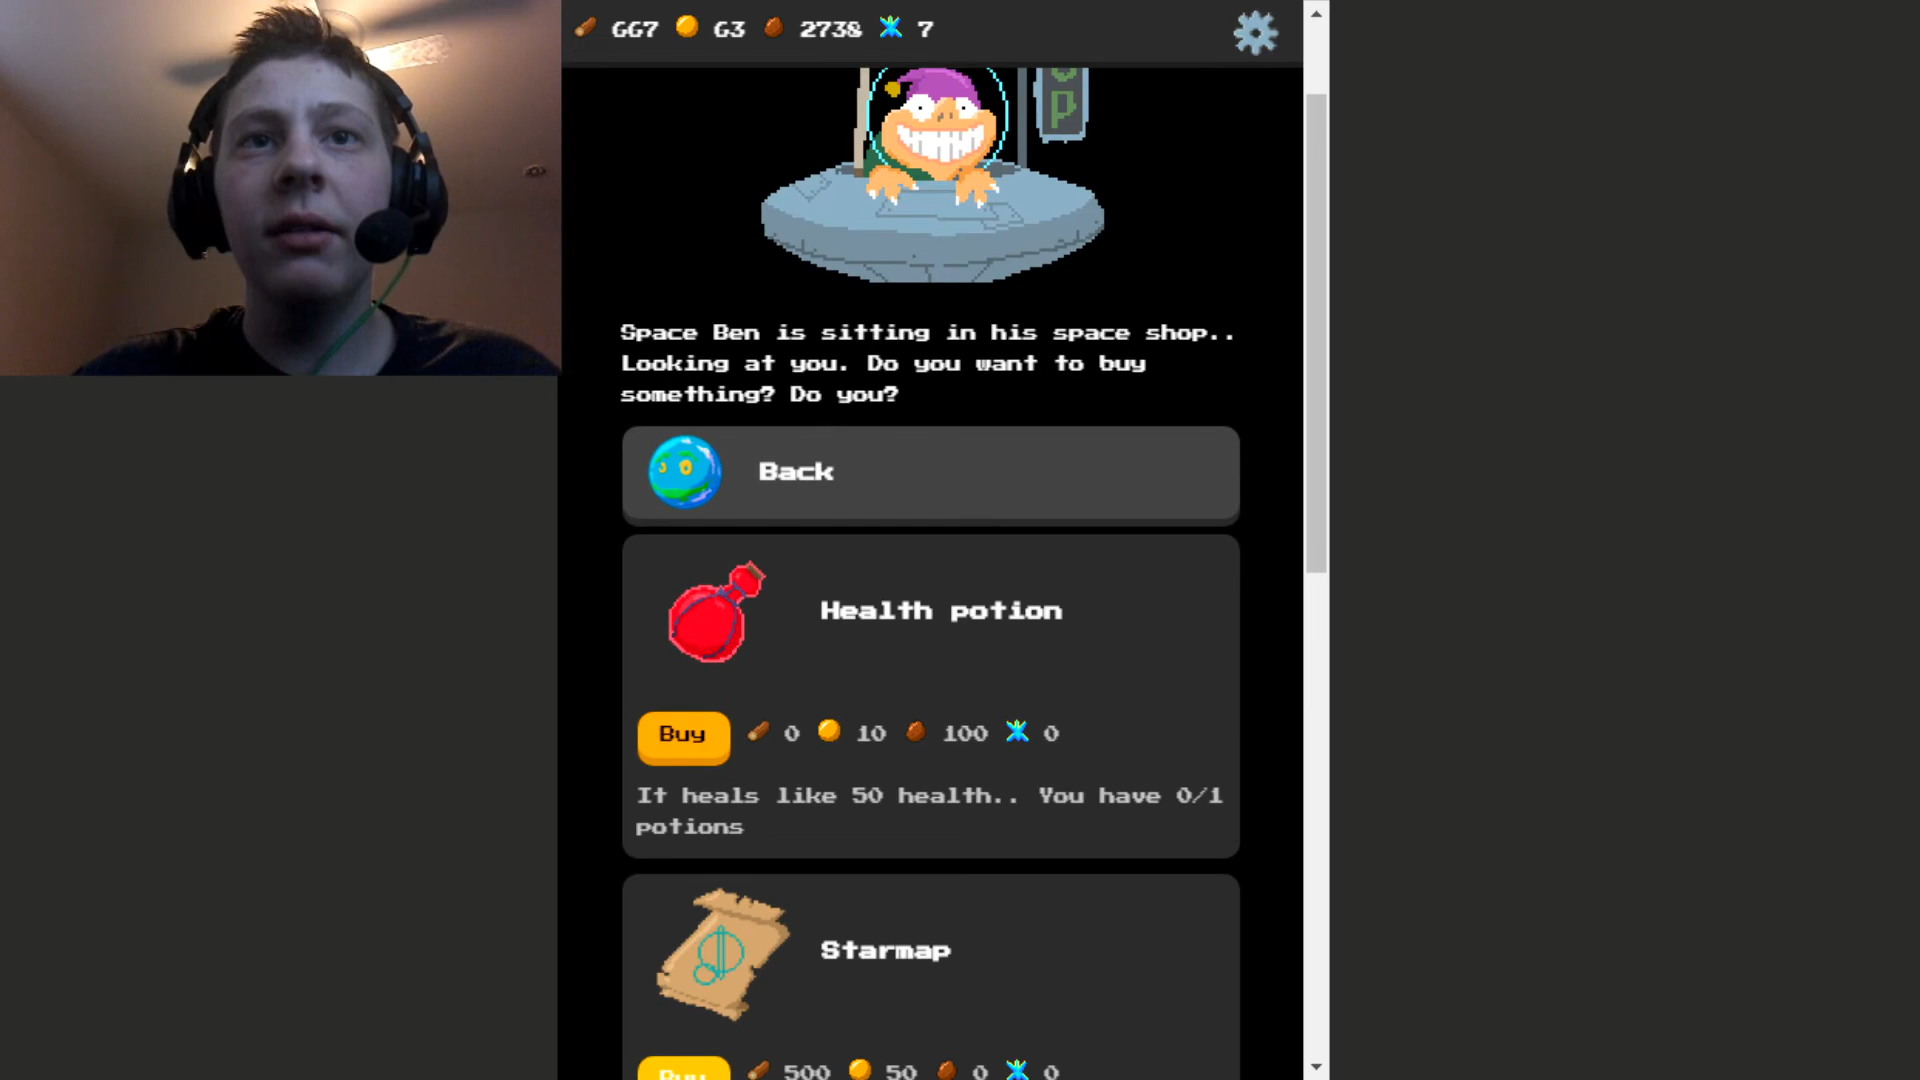 667 63 2738 7
p
Space Ben is sitting in his space shop..
Looking at you. Do you want to buy
something? Do you?
Back
Health potion
Buy 0 10 100 0
It heals like 50 health.. You have 0/1
potions
Starmap
Buy 500 50 0 0